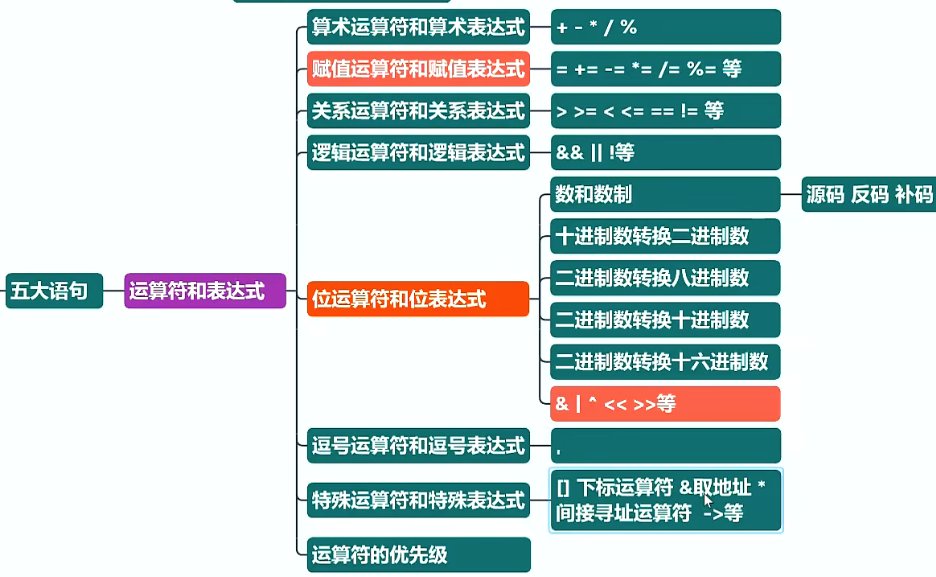 算术运算符和算术表达式
+ - * / %
赋值运算符和赋值表达式
= += -= *= /= %= 等
关系运算符和关系表达式
> >= < <= == != 等
逻辑运算符和逻辑表达式
&& || !等
数和数制
源码 反码 补码
十进制数转换二进制数
二进制数转换八进制数
五大语句
运算符和表达式
位运算符和位表达式
二进制数转换十进制数
二进制数转换十六进制数
& | ^ << >>等
逗号运算符和逗号表达式
,
特殊运算符和特殊表达式
[] 下标运算符 &取地址 *
间接寻址运算符 ->等
运算符的优先级